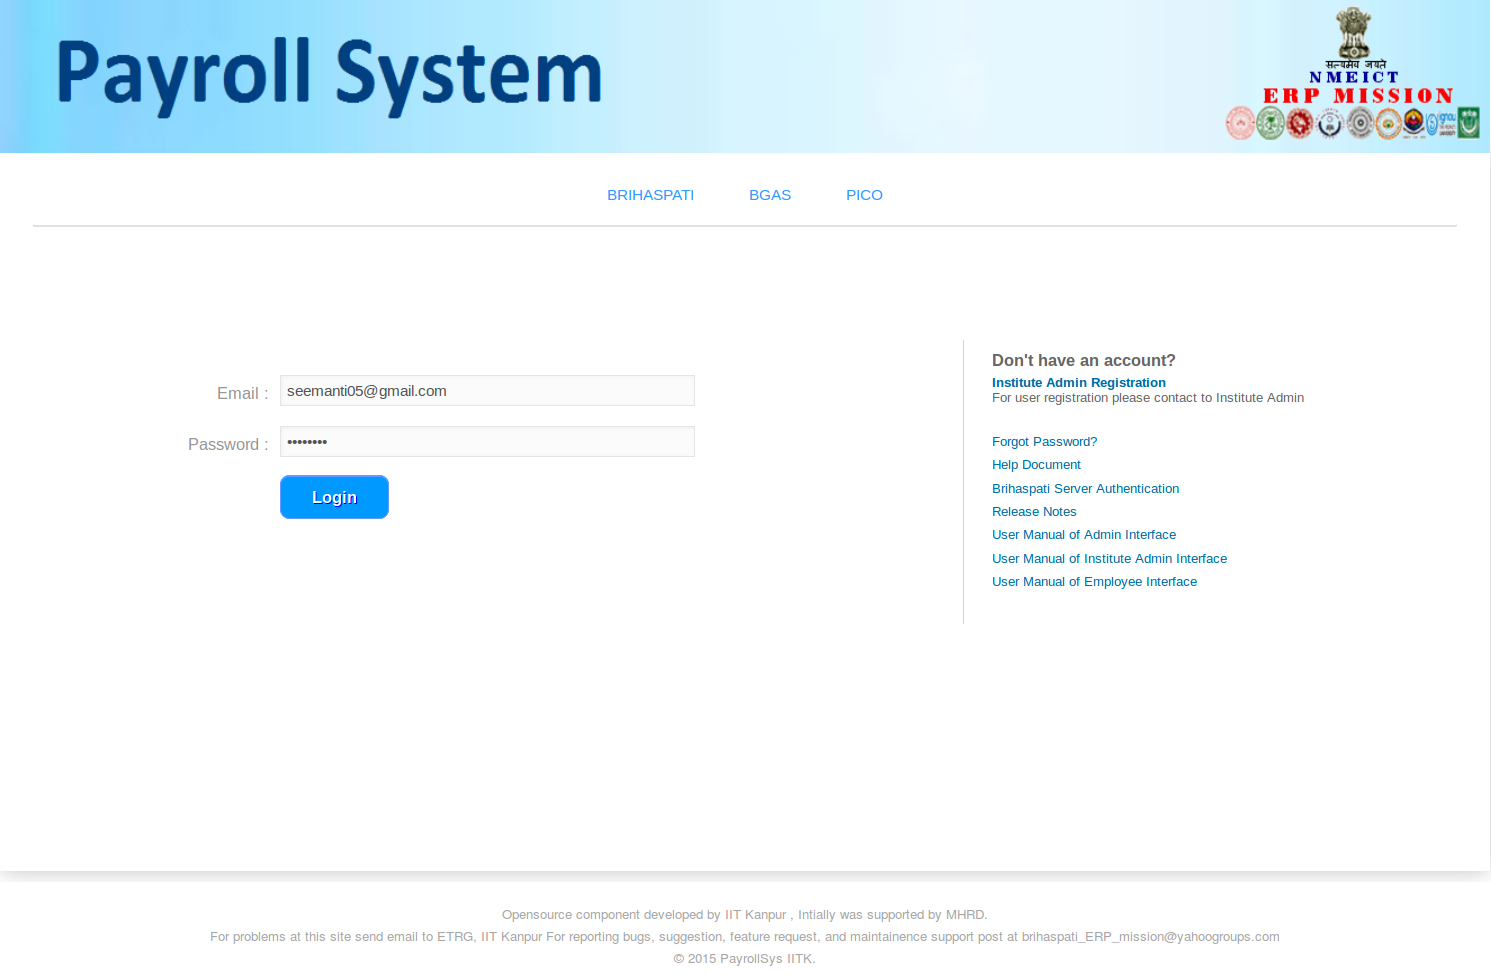 Payroll System
सत्यमेव जयते
NMEICT
ERP MISSION
ignou
BRIHASPATI BGAS PICO
Email : seemanti05@gmail.com
Password : ••••••••
Login
Don't have an account?
Institute Admin Registration
For user registration please contact to Institute Admin
Forgot Password?
Help Document
Brihaspati Server Authentication
Release Notes
User Manual of Admin Interface
User Manual of Institute Admin Interface
User Manual of Employee Interface
Opensource component developed by IIT Kanpur , Intially was supported by MHRD.
For problems at this site send email to ETRG, IIT Kanpur For reporting bugs, suggestion, feature request, and maintainence support post at brihaspati_ERP_mission@yahoogroups.com
© 2015 PayrollSys IITK.